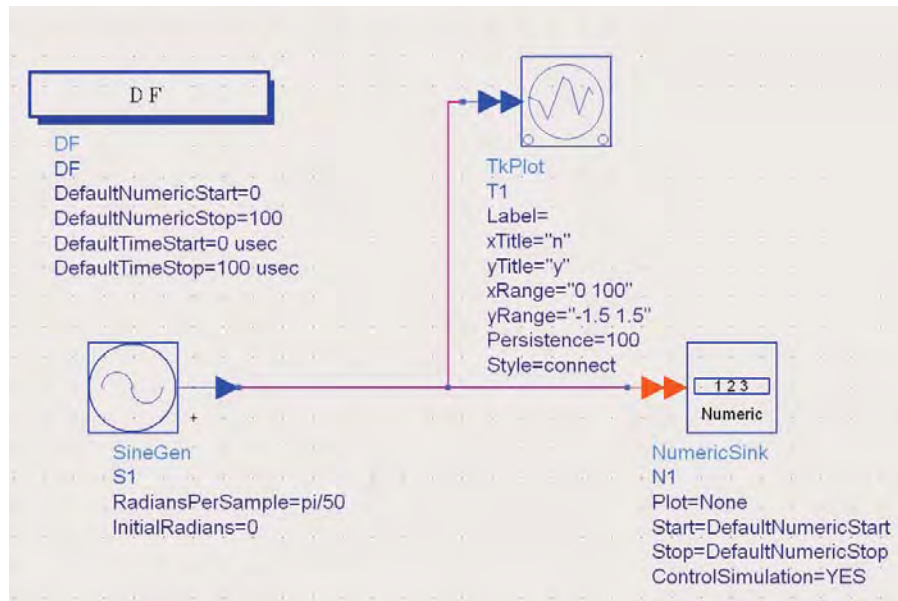 DF
DF
DF
DefaultNumericStart=0
DefaultNumericStop=100
DefaultTimeStart=0 usec
DefaultTimeStop=100 usec
TkPlot
T1
Label=
xTitle="n"
yTitle="y"
xRange="0 100"
yRange="-1.5 1.5"
Persistence=100
Style=connect
+
SineGen
S1
RadiansPerSample=pi/50
InitialRadians=0
1 2 3
Numeric
NumericSink
N1
Plot=None
Start=DefaultNumericStart
Stop=DefaultNumericStop
ControlSimulation=YES